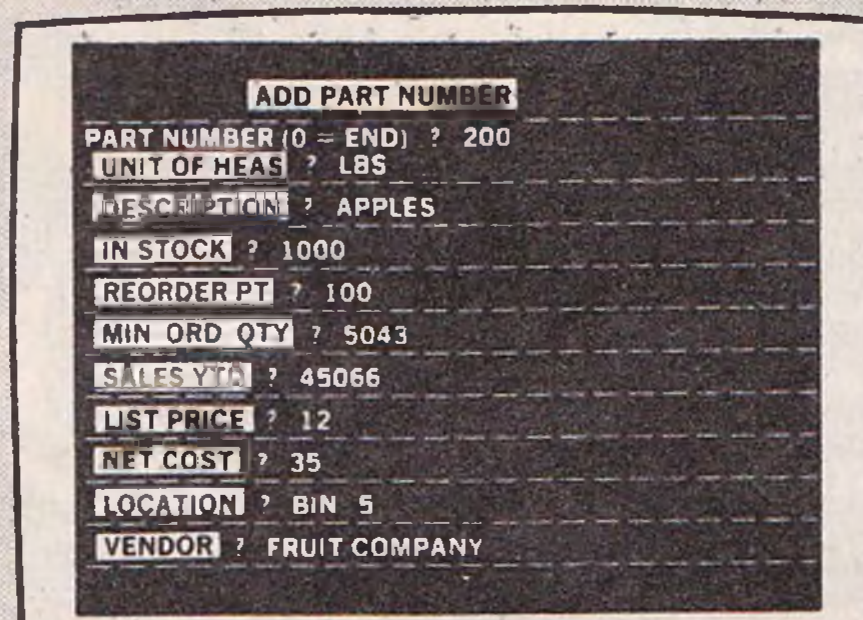 ADD PART NUMBER
PART NUMBER (0 = END) ? 200
UNIT OF HEAS ? LBS
DESCRIPTION ? APPLES
IN STOCK ? 1000
REORDER PT ? 100
MIN ORD QTY ? 5043
SALES YTD ? 45066
LIST PRICE ? 12
NET COST ? 35
LOCATION ? BIN 5
VENDOR ? FRUIT COMPANY